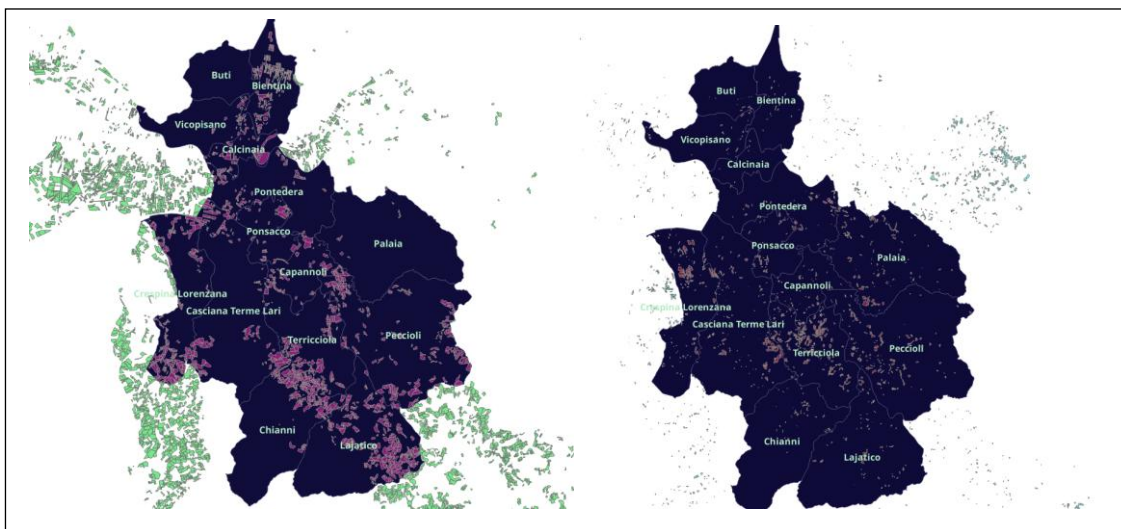 Buti
Bientina
Vicopisano
Calcinaia
Pontedera
Ponsacco
Palaia
Capannoli
Crespina Lorenzana
Casciana Terme Lari
Terricciola
Peccioli
Chianni
Lajatico
Buti
Bientina
Vicopisano
Calcinaia
Pontedera
Ponsacco
Palaia
Capannoli
Crespina Lorenzana
Casciana Terme Lari
Terricciola
Peccioli
Chianni
Lajatico